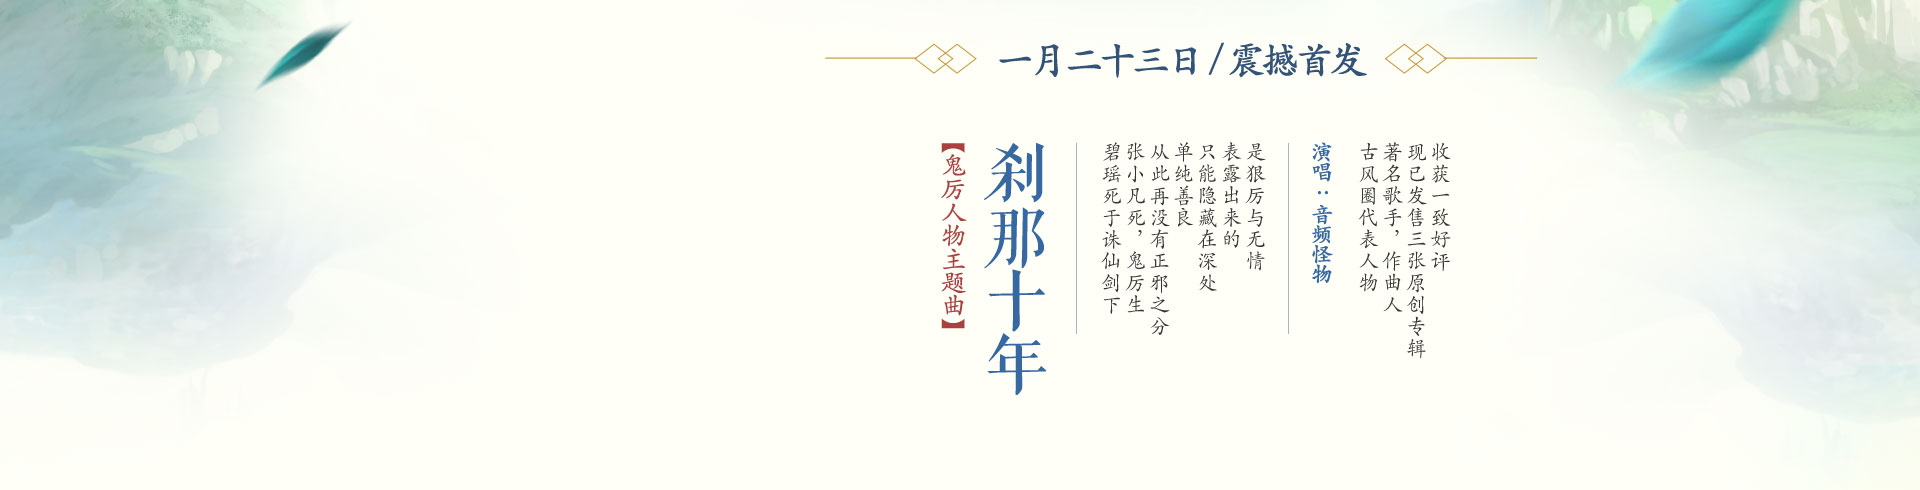 一月二十三日/震撼首发
【鬼厉人物主题曲】
刹那十年
碧瑶死于诛仙剑下
张小凡死，鬼厉生
从此再没有正邪之分
单纯善良
只能隐藏在深处
表露出来的
是狠厉与无情
演唱：音频怪物
古风圈代表人物
著名歌手，作曲人
现已发售三张原创专辑
收获一致好评